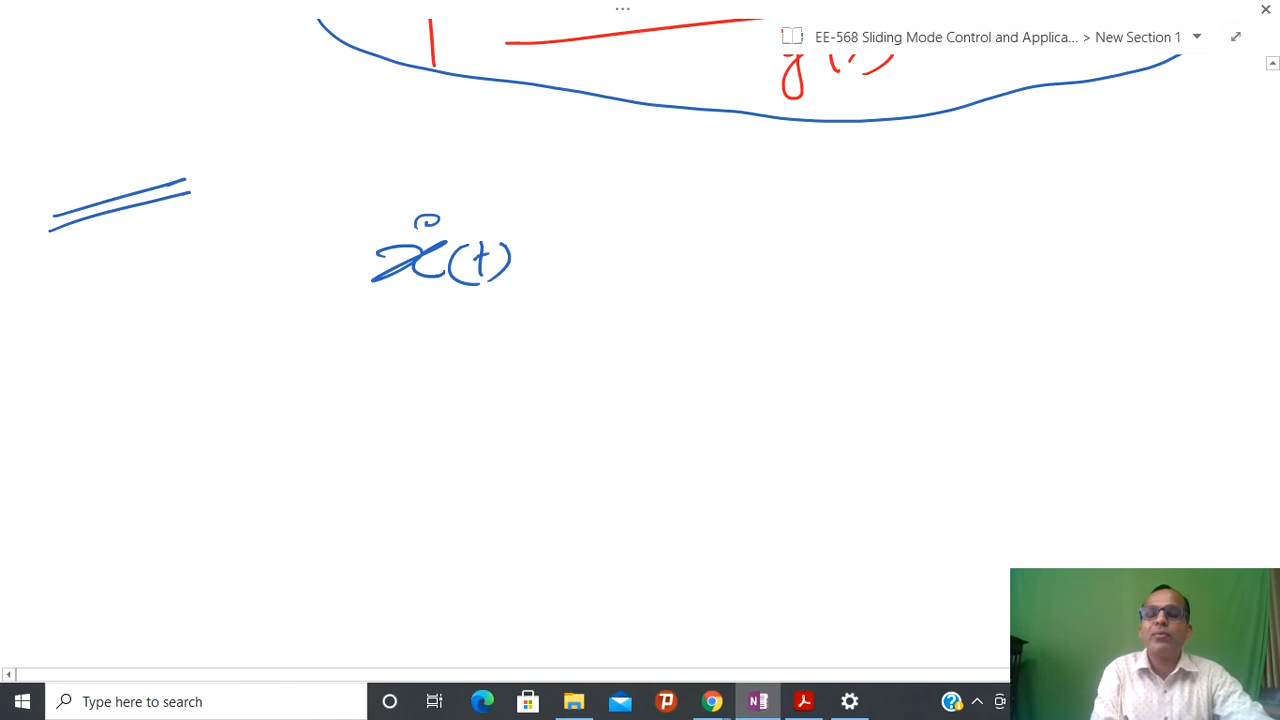 EE-568 Sliding Mode Control and Applica... > New Section 1
ẋ(t)
Type here to search